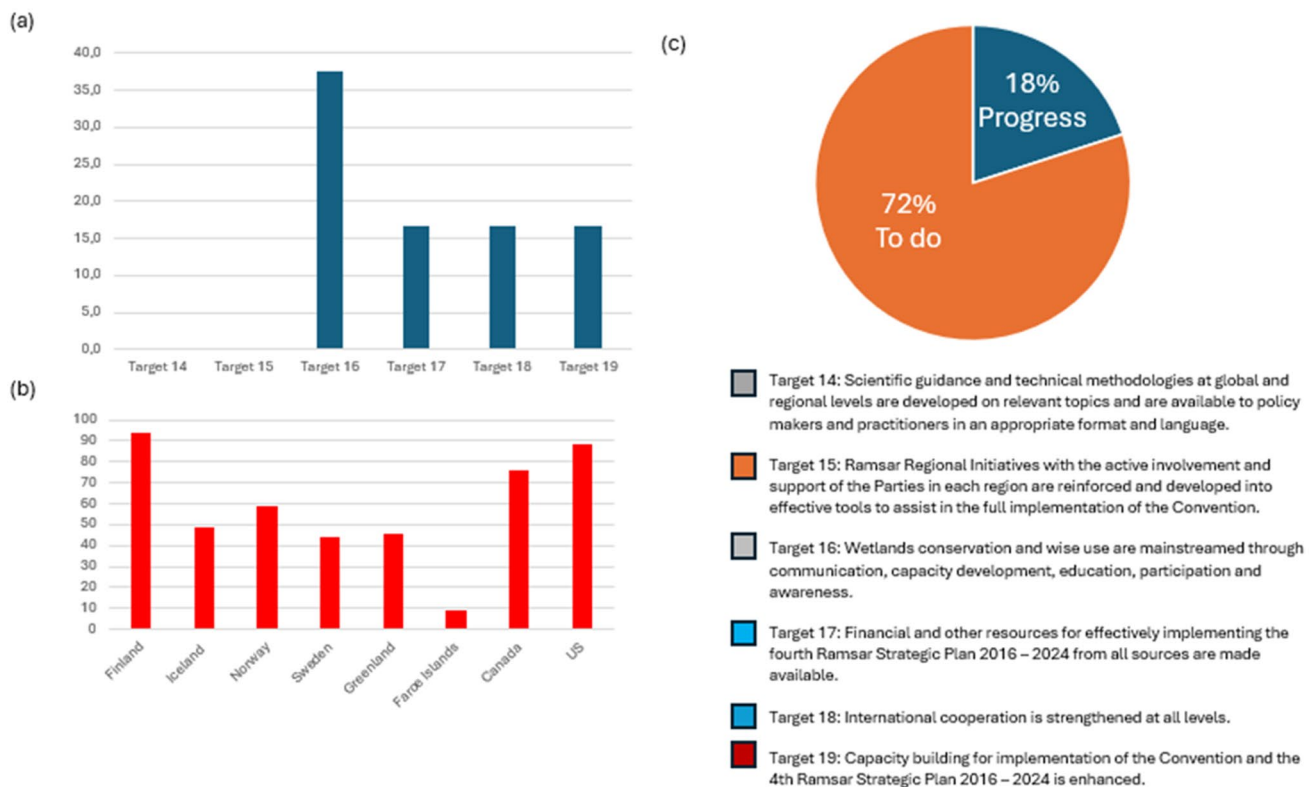 (a)
40,0
35,0
30,0
25,0
20,0
15,0
10,0
5,0
0,0
Target 14
Target 15
Target 16
Target 17
Target 18
Target 19
(b)
100
90
80
70
60
50
40
30
20
10
0
Finland
Iceland
Norway
Sweden
Greenland
Faroe Islands
Canada
US
(c)
18%
Progress
72%
To do
Target 14: Scientific guidance and technical methodologies at global and
regional levels are developed on relevant topics and are available to policy
makers and practitioners in an appropriate format and language.
Target 15: Ramsar Regional Initiatives with the active involvement and
support of the Parties in each region are reinforced and developed into
effective tools to assist in the full implementation of the Convention.
Target 16: Wetlands conservation and wise use are mainstreamed through
communication, capacity development, education, participation and
awareness.
Target 17: Financial and other resources for effectively implementing the
fourth Ramsar Strategic Plan 2016 – 2024 from all sources are made
available.
Target 18: International cooperation is strengthened at all levels.
Target 19: Capacity building for implementation of the Convention and the
4th Ramsar Strategic Plan 2016 – 2024 is enhanced.